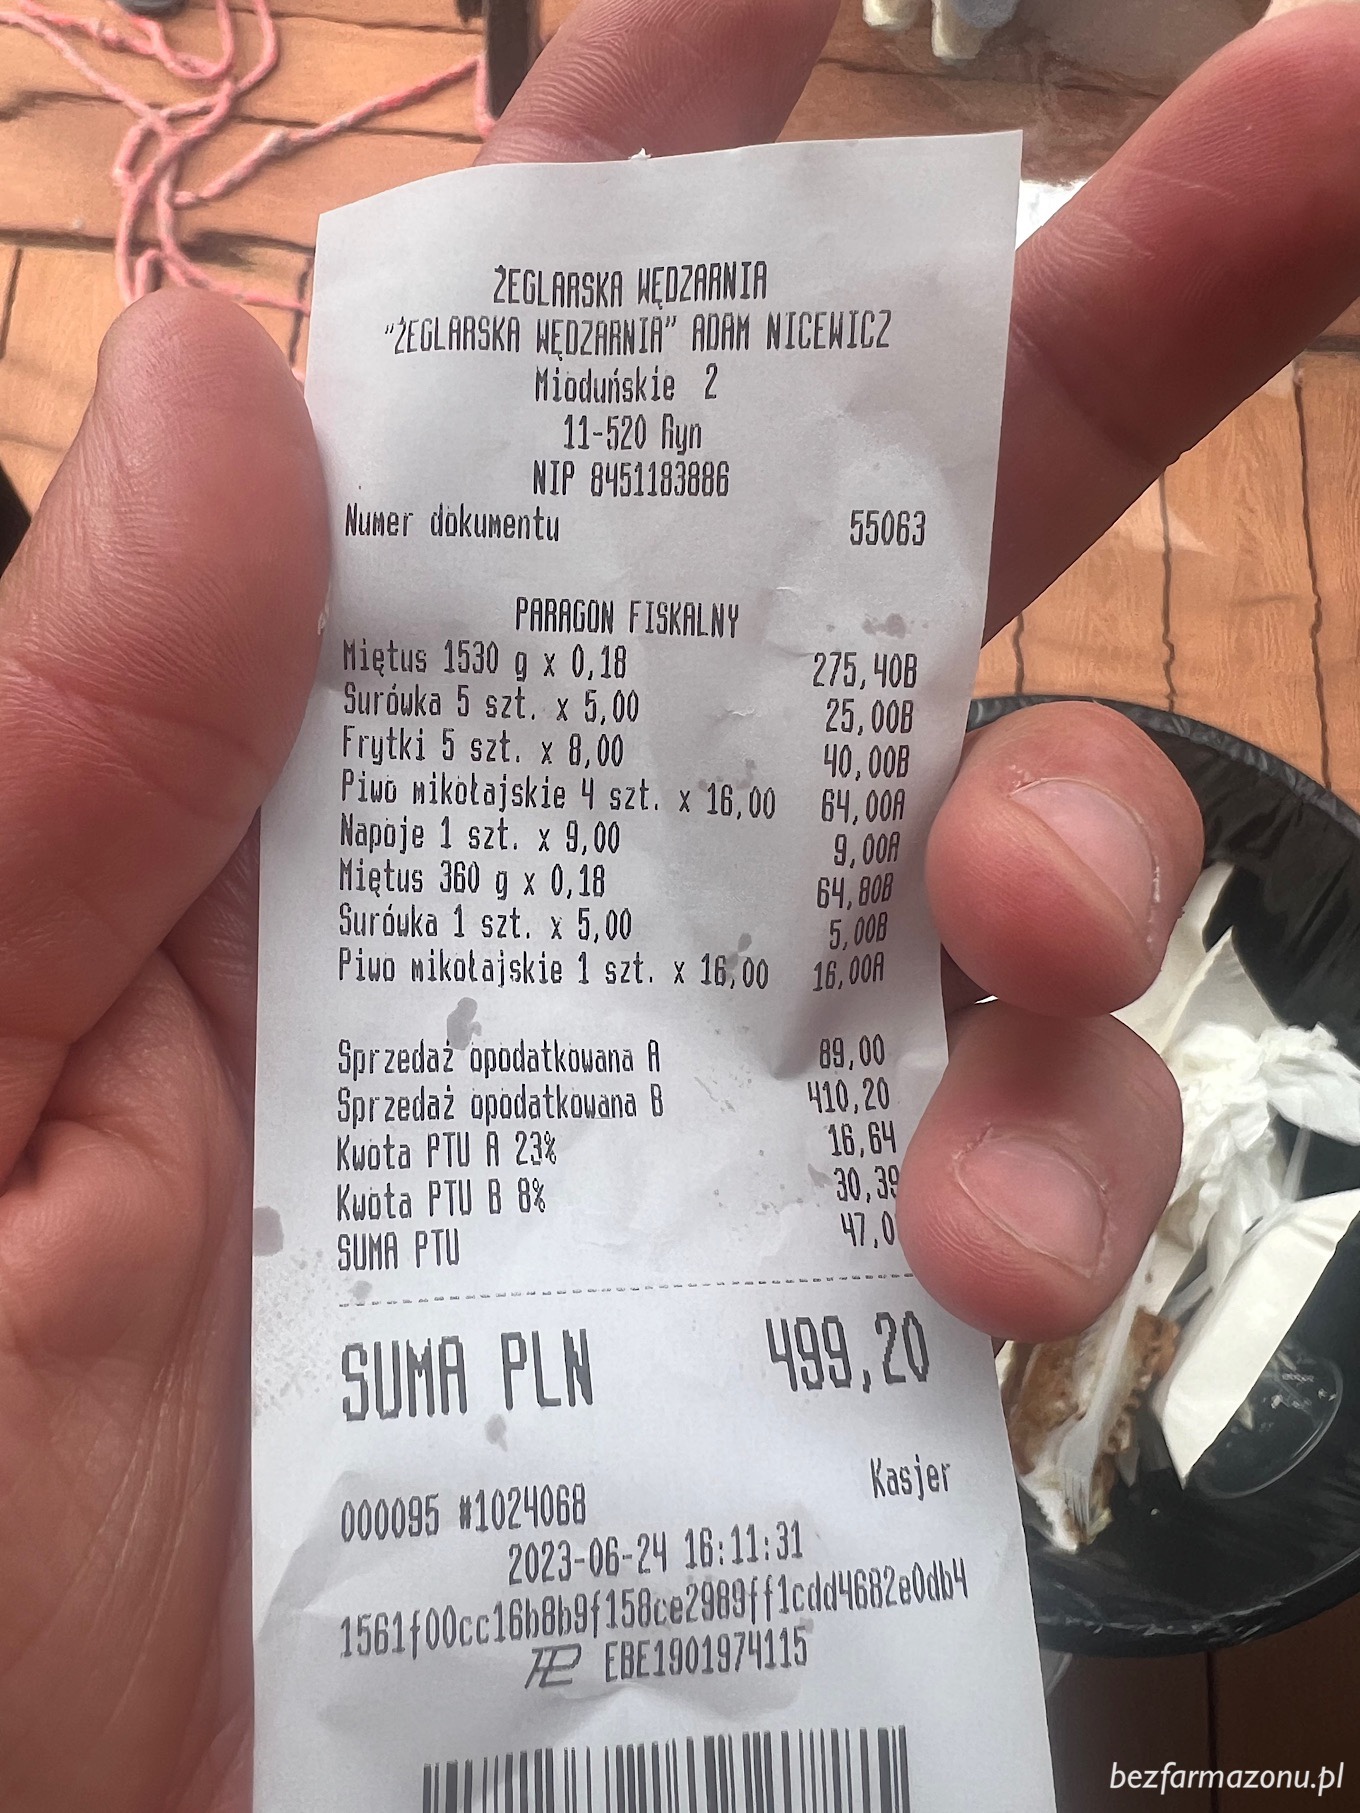 ŻEGLARSKA WĘDZARNIA
"ŻEGLARSKA WĘDZARNIA" ADAM NICEWICZ
Mioduńskie 2
11-520 Ryn
NIP 8451183886
Numer dokumentu 55063
PARAGON FISKALNY
Miętus 1530 g x 0,18 275,40B
Surówka 5 szt. x 5,00 25,00B
Frytki 5 szt. x 8,00 40,00B
Piwo mikołajskie 4 szt. x 16,00 64,00A
Napoje 1 szt. x 9,00 9,00A
Miętus 360 g x 0,18 64,80B
Surówka 1 szt. x 5,00 5,00B
Piwo mikołajskie 1 szt. x 16,00 16,00A
Sprzedaż opodatkowana A 89,00
Sprzedaż opodatkowana B 410,20
Kwota PTU A 23% 16,64
Kwota PTU B 8% 30,39
SUMA PTU 47,0
SUMA PLN 499,20
Kasjer
000095 #1024068
2023-06-24 16:11:31
1561f00cc16b8b9f158ce2989ff1cdd4682e0db4
PL EBE1901974115
bezfarmazonu.pl